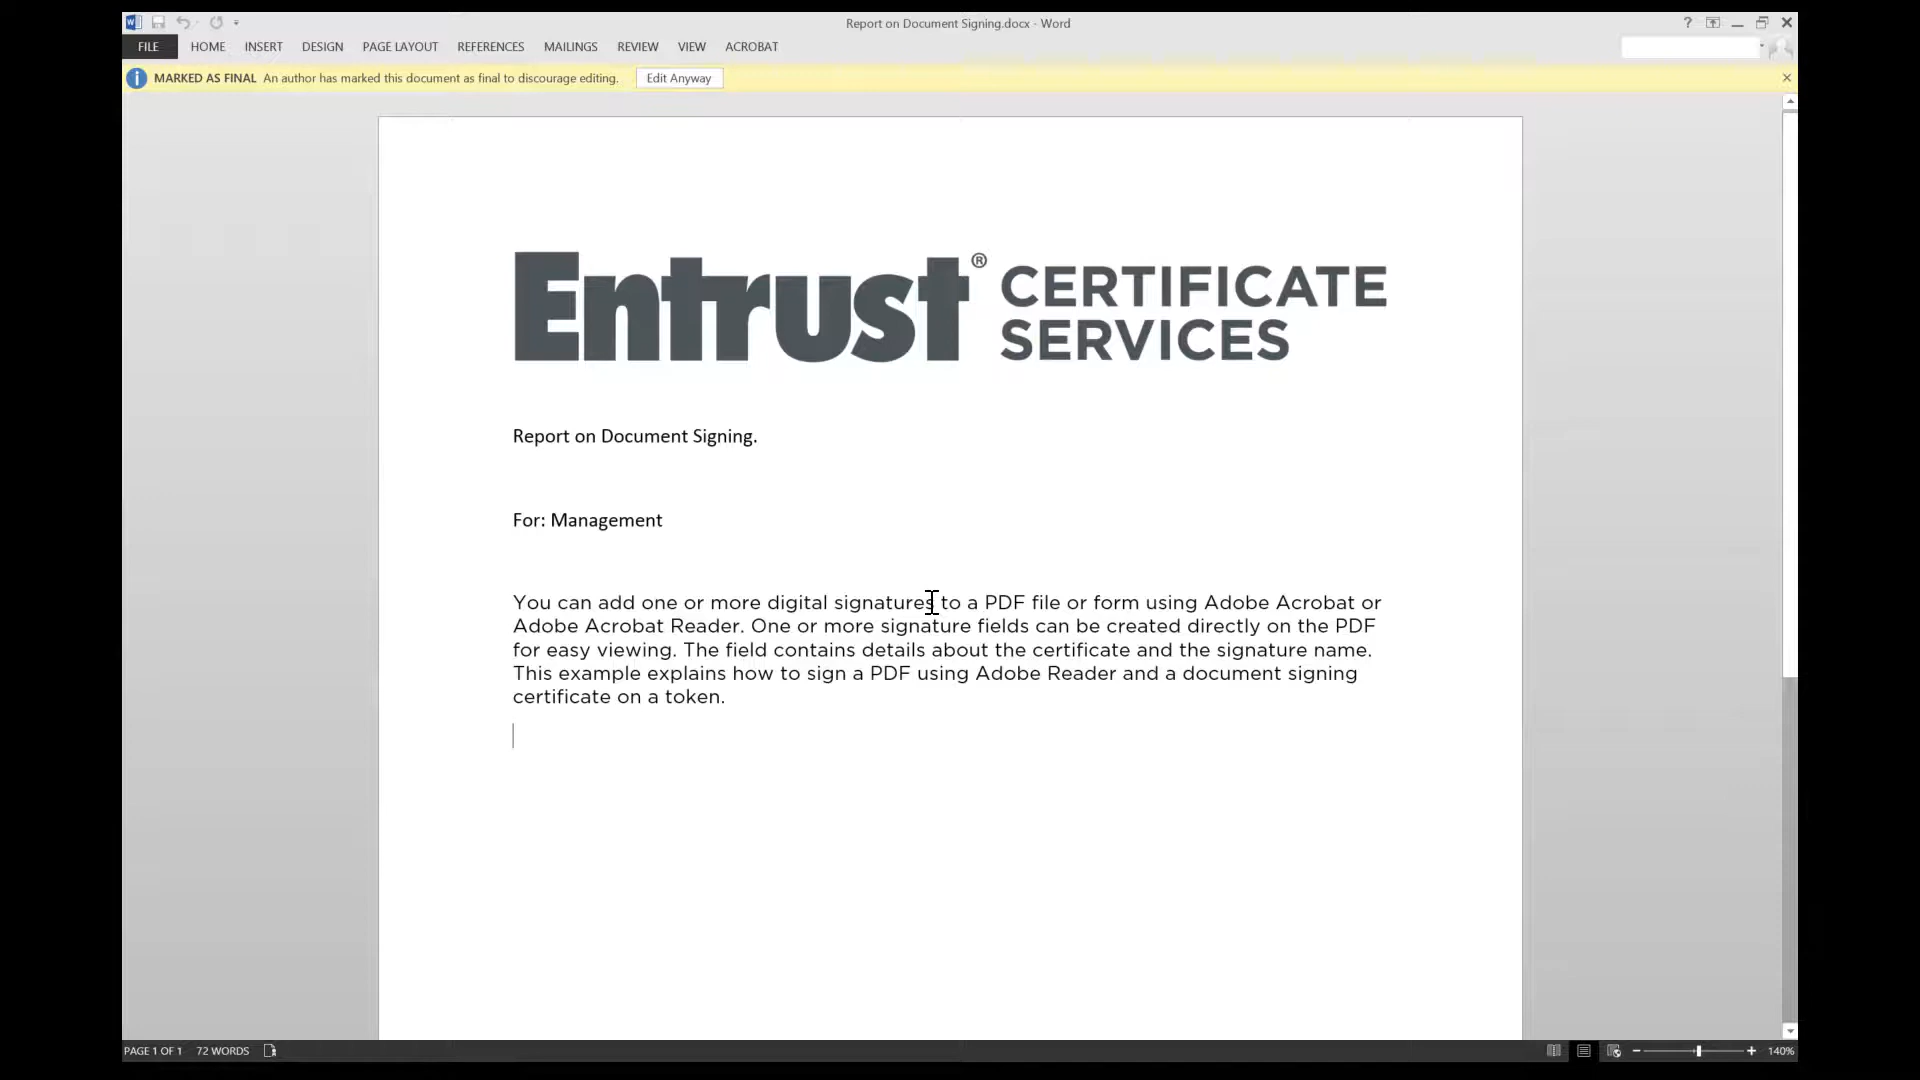 Report on Document Signing.docx - Word
?
FILE HOME INSERT DESIGN PAGE LAYOUT REFERENCES MAILINGS REVIEW VIEW ACROBAT
MARKED AS FINAL An author has marked this document as final to discourage editing. Edit Anyway
Entrust® CERTIFICATE
SERVICES
Report on Document Signing.
For: Management
You can add one or more digital signatures to a PDF file or form using Adobe Acrobat or
Adobe Acrobat Reader. One or more signature fields can be created directly on the PDF
for easy viewing. The field contains details about the certificate and the signature name.
This example explains how to sign a PDF using Adobe Reader and a document signing
certificate on a token.
PAGE 1 OF 1 72 WORDS 140%